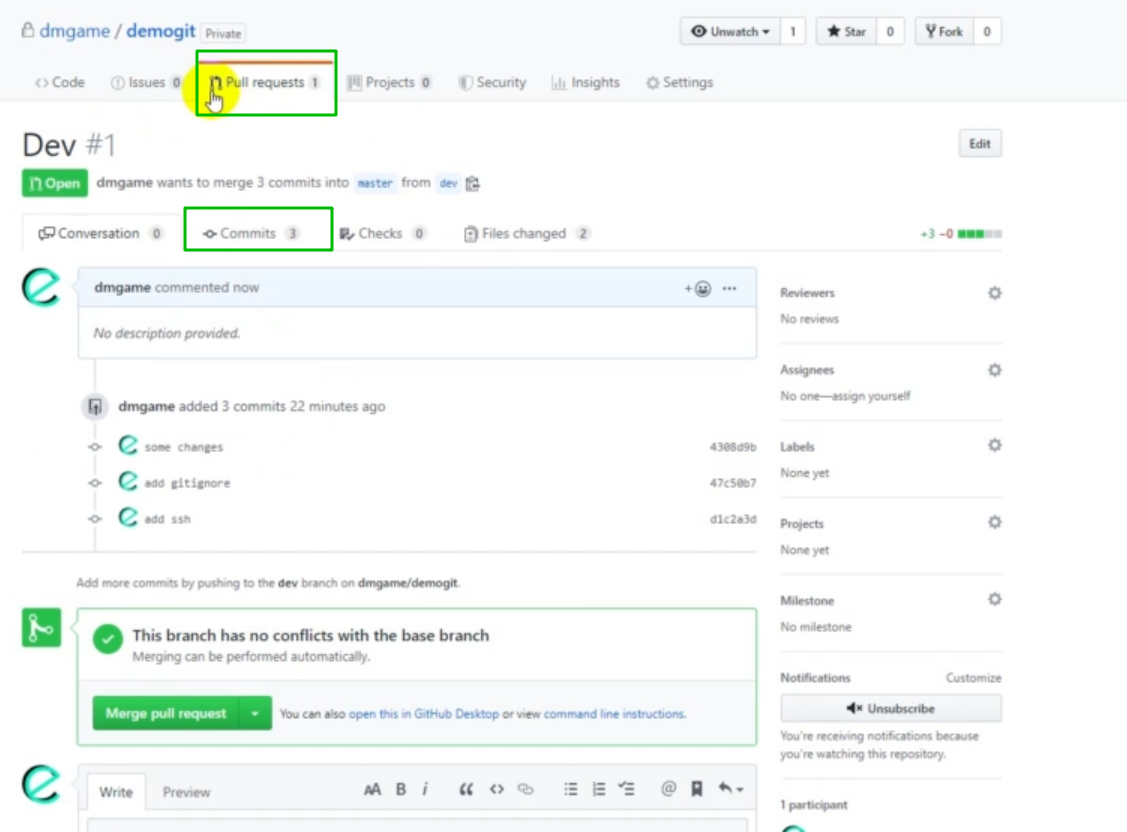 dmgame / demogit Private
Unwatch 1 Star 0 Fork 0
Code Issues 0 Pull requests 1 Projects 0 Security Insights Settings
Dev #1
Edit
Open dmgame wants to merge 3 commits into master from dev
Conversation 0 Commits 3 Checks 0 Files changed 2
+3 −0
dmgame commented now
No description provided.
dmgame added 3 commits 22 minutes ago
some changes 4308d9b
add gitignore 47c50b7
add ssh d1c2a3d
Add more commits by pushing to the dev branch on dmgame/demogit.
This branch has no conflicts with the base branch
Merging can be performed automatically.
Merge pull request You can also open this in GitHub Desktop or view command line instructions.
Write Preview
AA B i
Reviewers
No reviews
Assignees
No one—assign yourself
Labels
None yet
Projects
None yet
Milestone
No milestone
Notifications Customize
Unsubscribe
You're receiving notifications because
you're watching this repository.
1 participant